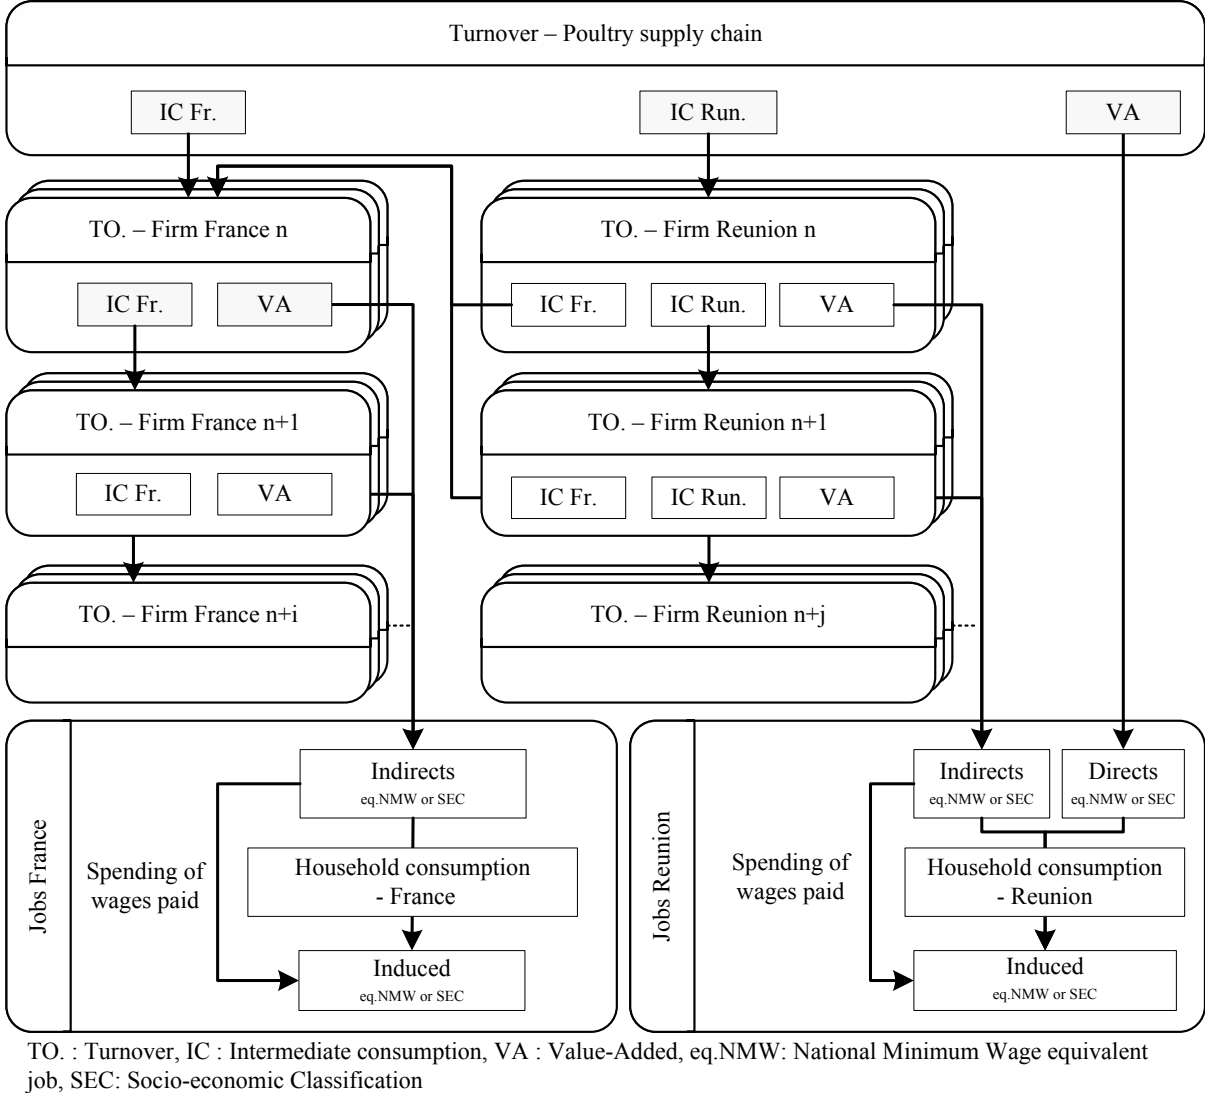 Turnover – Poultry supply chain
IC Fr.
IC Run.
VA
TO. – Firm France n
IC Fr.
VA
TO. – Firm Reunion n
IC Fr.
IC Run.
VA
TO. – Firm France n+1
IC Fr.
VA
TO. – Firm Reunion n+1
IC Fr.
IC Run.
VA
TO. – Firm France n+i
TO. – Firm Reunion n+j
Jobs France
Spending of
wages paid
Indirects
eq.NMW or SEC
Household consumption
- France
Induced
eq.NMW or SEC
Jobs Reunion
Spending of
wages paid
Indirects
eq.NMW or SEC
Directs
eq.NMW or SEC
Household consumption
- Reunion
Induced
eq.NMW or SEC
TO. : Turnover, IC : Intermediate consumption, VA : Value-Added, eq.NMW: National Minimum Wage equivalent
job, SEC: Socio-economic Classification